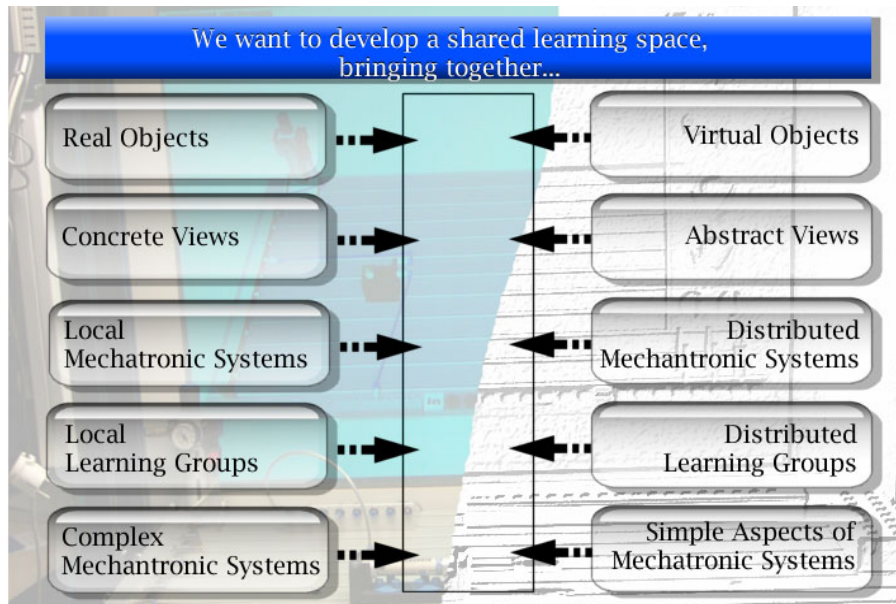 We want to develop a shared learning space,
bringing together...
Real Objects
Virtual Objects
Concrete Views
Abstract Views
Local
Mechatronic Systems
Distributed
Mechantronic Systems
Local
Learning Groups
Distributed
Learning Groups
Complex
Mechantronic Systems
Simple Aspects of
Mechatronic Systems